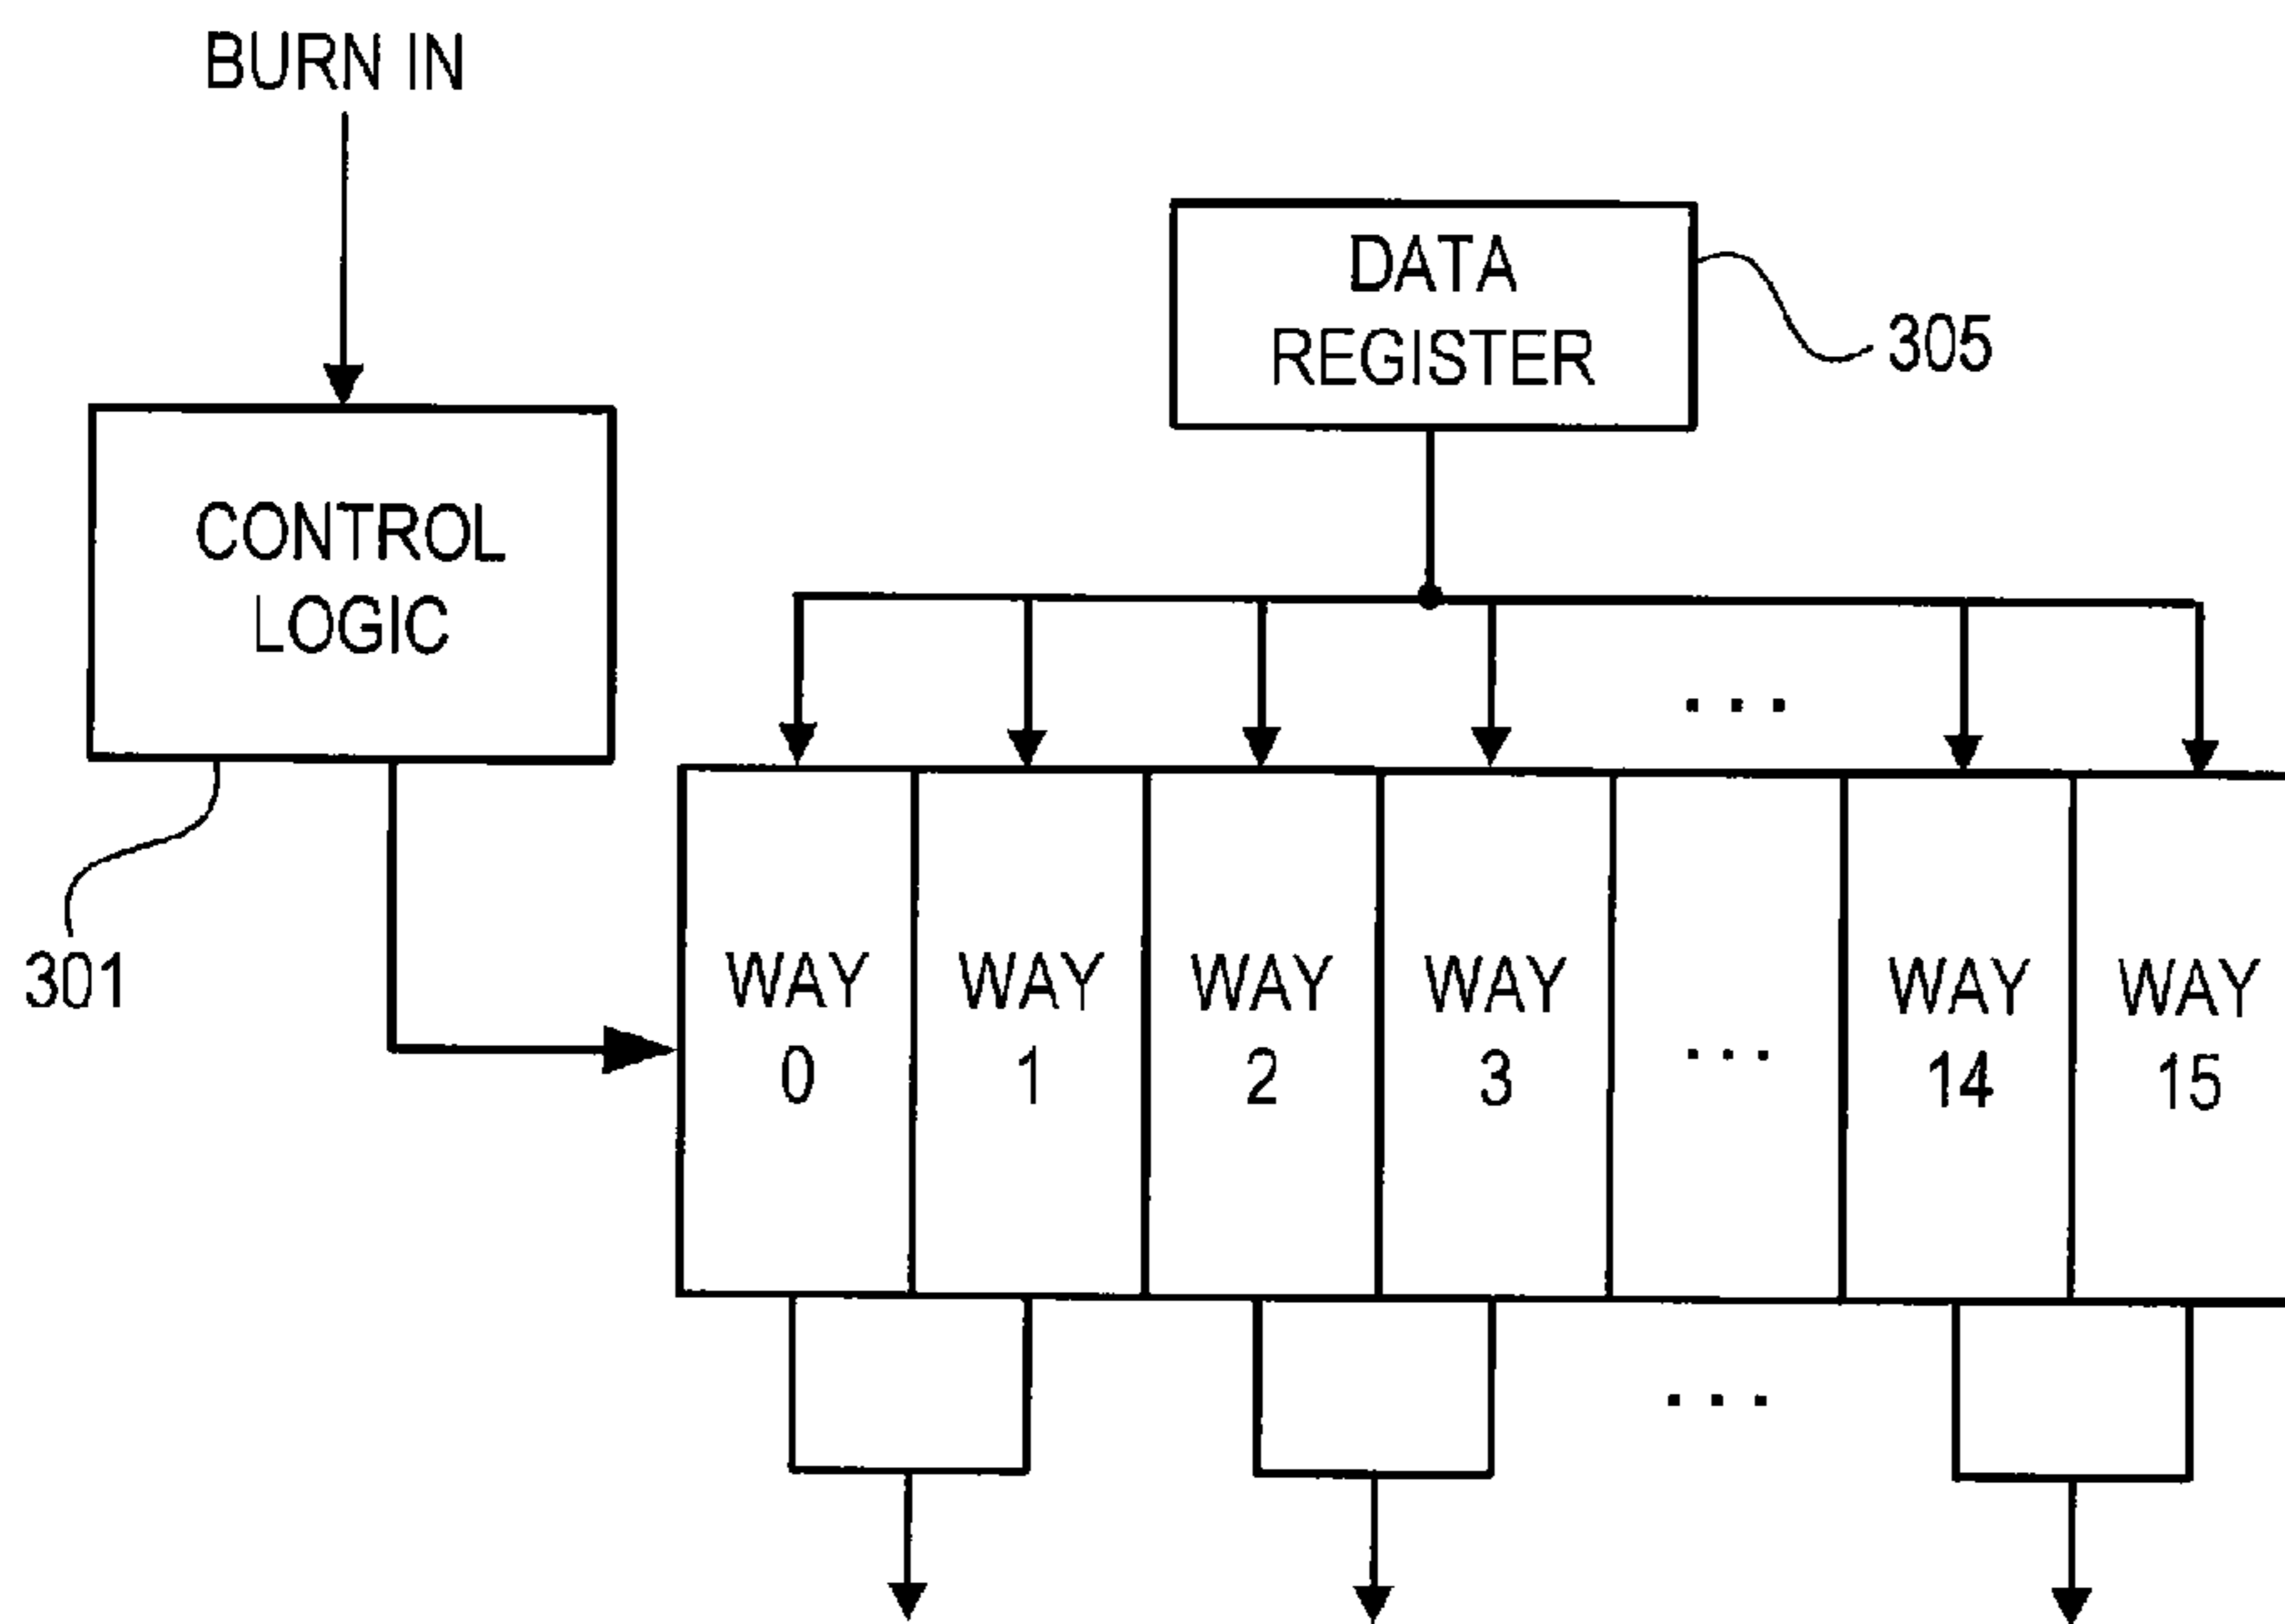 BURN IN
DATA
REGISTER
305
CONTROL
LOGIC
301
WAY
0
WAY
1
WAY
2
WAY
3
...
WAY
14
WAY
15